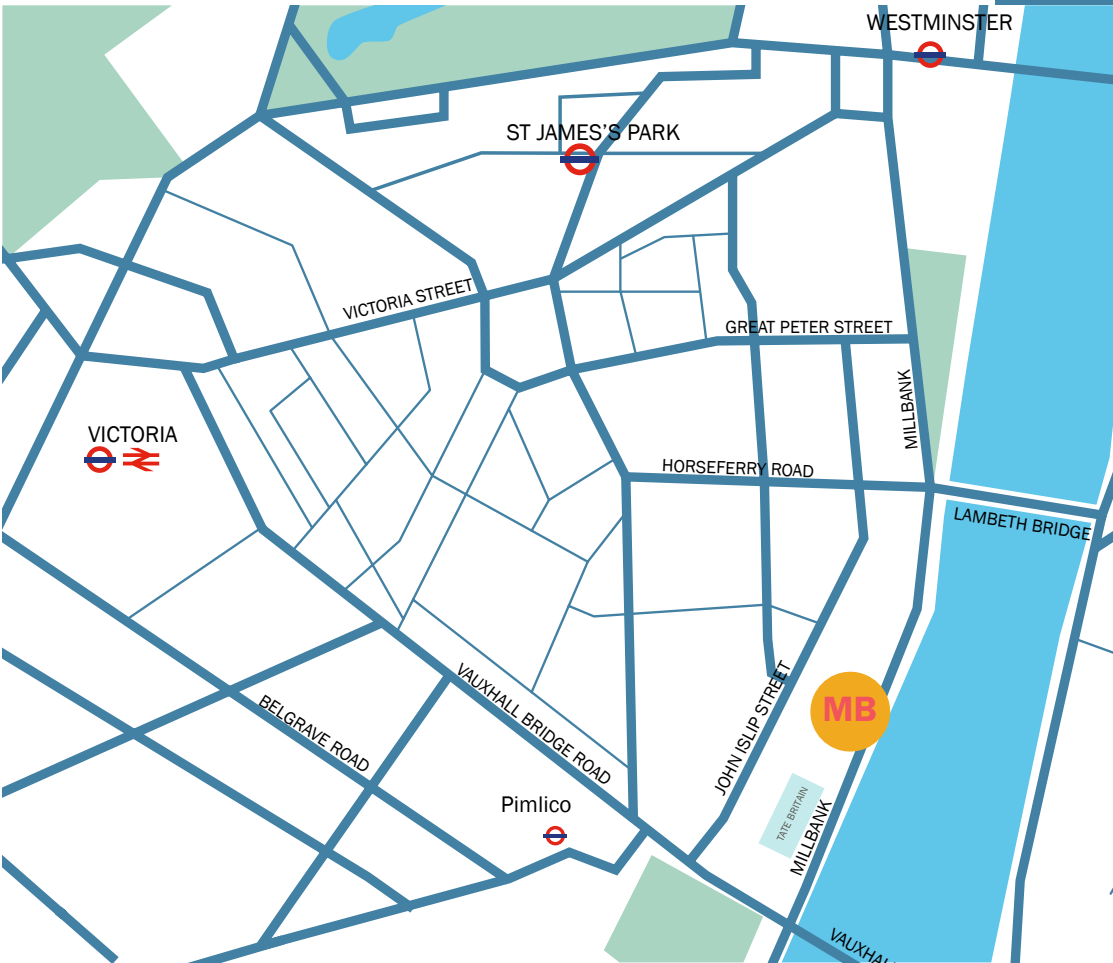 WESTMINSTER
ST JAMES'S PARK
VICTORIA STREET
GREAT PETER STREET
MILLBANK
VICTORIA
HORSEFERRY ROAD
LAMBETH BRIDGE
VAUXHALL BRIDGE ROAD
JOHN ISLIP STREET
BELGRAVE ROAD
MB
Pimlico
TATE BRITAIN
MILLBANK
VAUXHAL